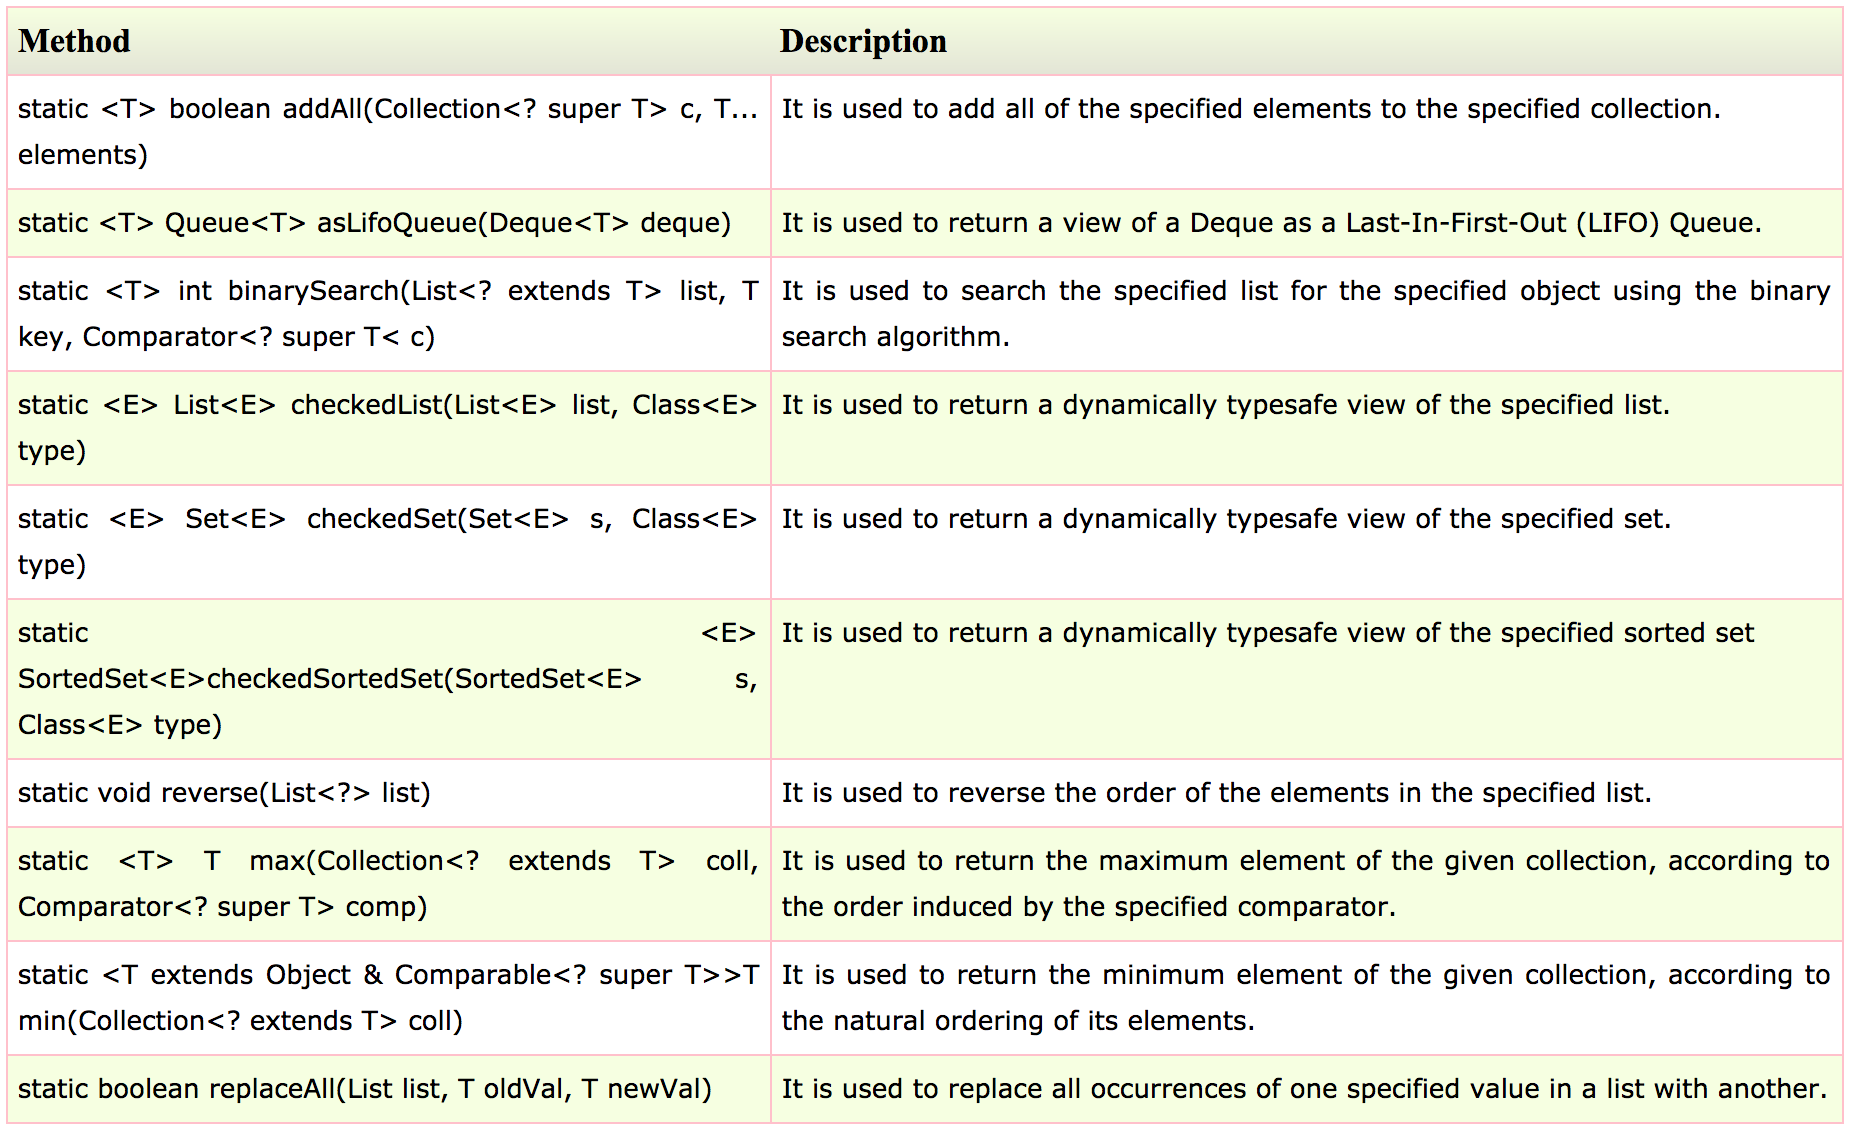 Method Description
static <T> boolean addAll(Collection<? super T> c, T... It is used to add all of the specified elements to the specified collection.
elements)
static <T> Queue<T> asLifoQueue(Deque<T> deque) It is used to return a view of a Deque as a Last-In-First-Out (LIFO) Queue.
static <T> int binarySearch(List<? extends T> list, T It is used to search the specified list for the specified object using the binary
key, Comparator<? super T< c) search algorithm.
static <E> List<E> checkedList(List<E> list, Class<E> It is used to return a dynamically typesafe view of the specified list.
type)
static <E> Set<E> checkedSet(Set<E> s, Class<E> It is used to return a dynamically typesafe view of the specified set.
type)
static <E> It is used to return a dynamically typesafe view of the specified sorted set
SortedSet<E>checkedSortedSet(SortedSet<E> s,
Class<E> type)
static void reverse(List<?> list) It is used to reverse the order of the elements in the specified list.
static <T> T max(Collection<? extends T> coll, It is used to return the maximum element of the given collection, according to
Comparator<? super T> comp) the order induced by the specified comparator.
static <T extends Object & Comparable<? super T>>T It is used to return the minimum element of the given collection, according to
min(Collection<? extends T> coll) the natural ordering of its elements.
static boolean replaceAll(List list, T oldVal, T newVal) It is used to replace all occurrences of one specified value in a list with another.